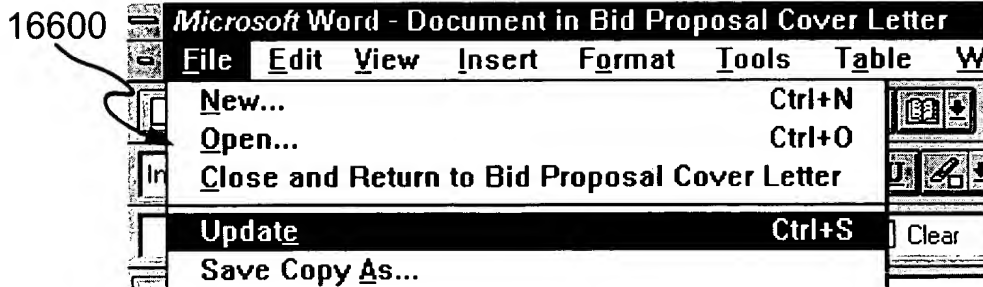 16600
Microsoft Word - Document in Bid Proposal Cover Letter
File Edit View Insert Format Tools Table W
New... Ctrl+N
Open... Ctrl+O
In
Close and Return to Bid Proposal Cover Letter
U
Update Ctrl+S
Clear
Save Copy As...